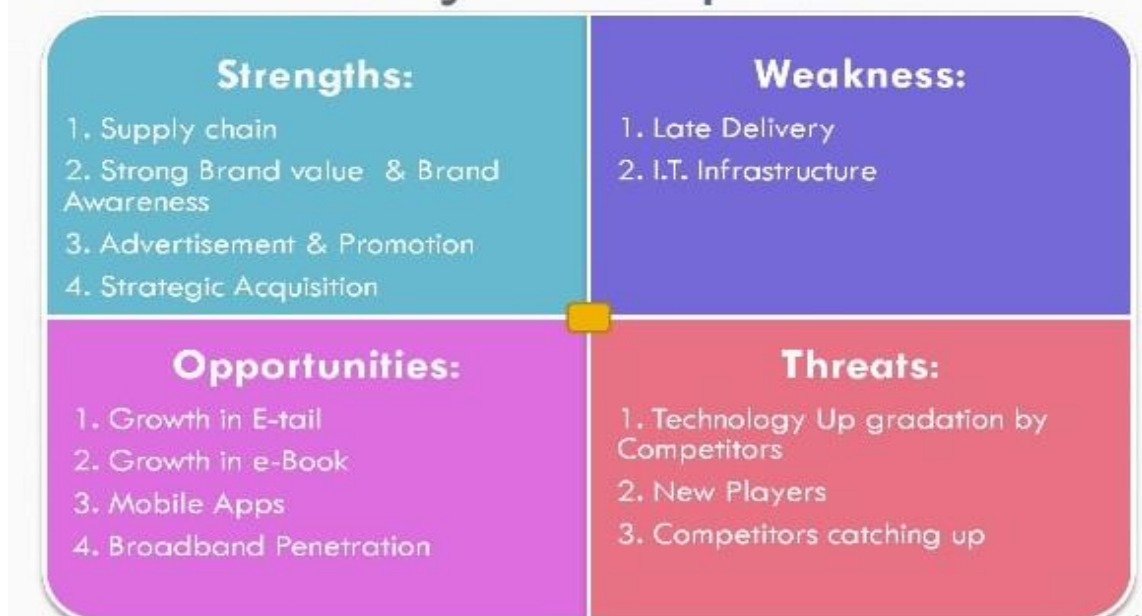 Strengths:
1. Supply chain
2. Strong Brand value & Brand
Awareness
3. Advertisement & Promotion
4. Strategic Acquisition
Weakness:
1. Late Delivery
2. I.T. Infrastructure
Opportunities:
1. Growth in E-tail
2. Growth in e-Book
3. Mobile Apps
4. Broadband Penetration
Threats:
1. Technology Up gradation by
Competitors
2. New Players
3. Competitors catching up